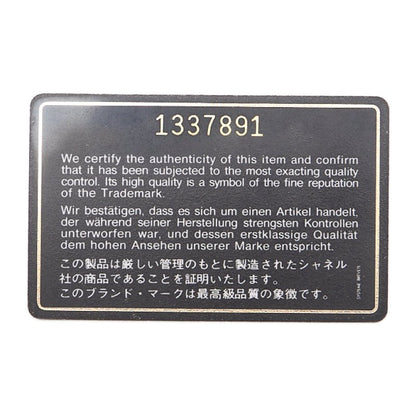 1337891
We certify the authenticity of this item and confirm
that it has been subjected to the most exacting quality
control. Its high quality is a symbol of the fine reputation
of the Trademark.
Wir bestätigen, dass es sich um einen Artikel handelt,
der während seiner Herstellung strengsten Kontrollen
unterworfen war, und dessen erstklassige Qualität
dem hohen Ansehen unserer Marke entspricht.
この製品は厳しい管理のもとに製造されたシャネル
社の商品であることを証明いたします。
このブランド・マークは最高級品質の象徴です。